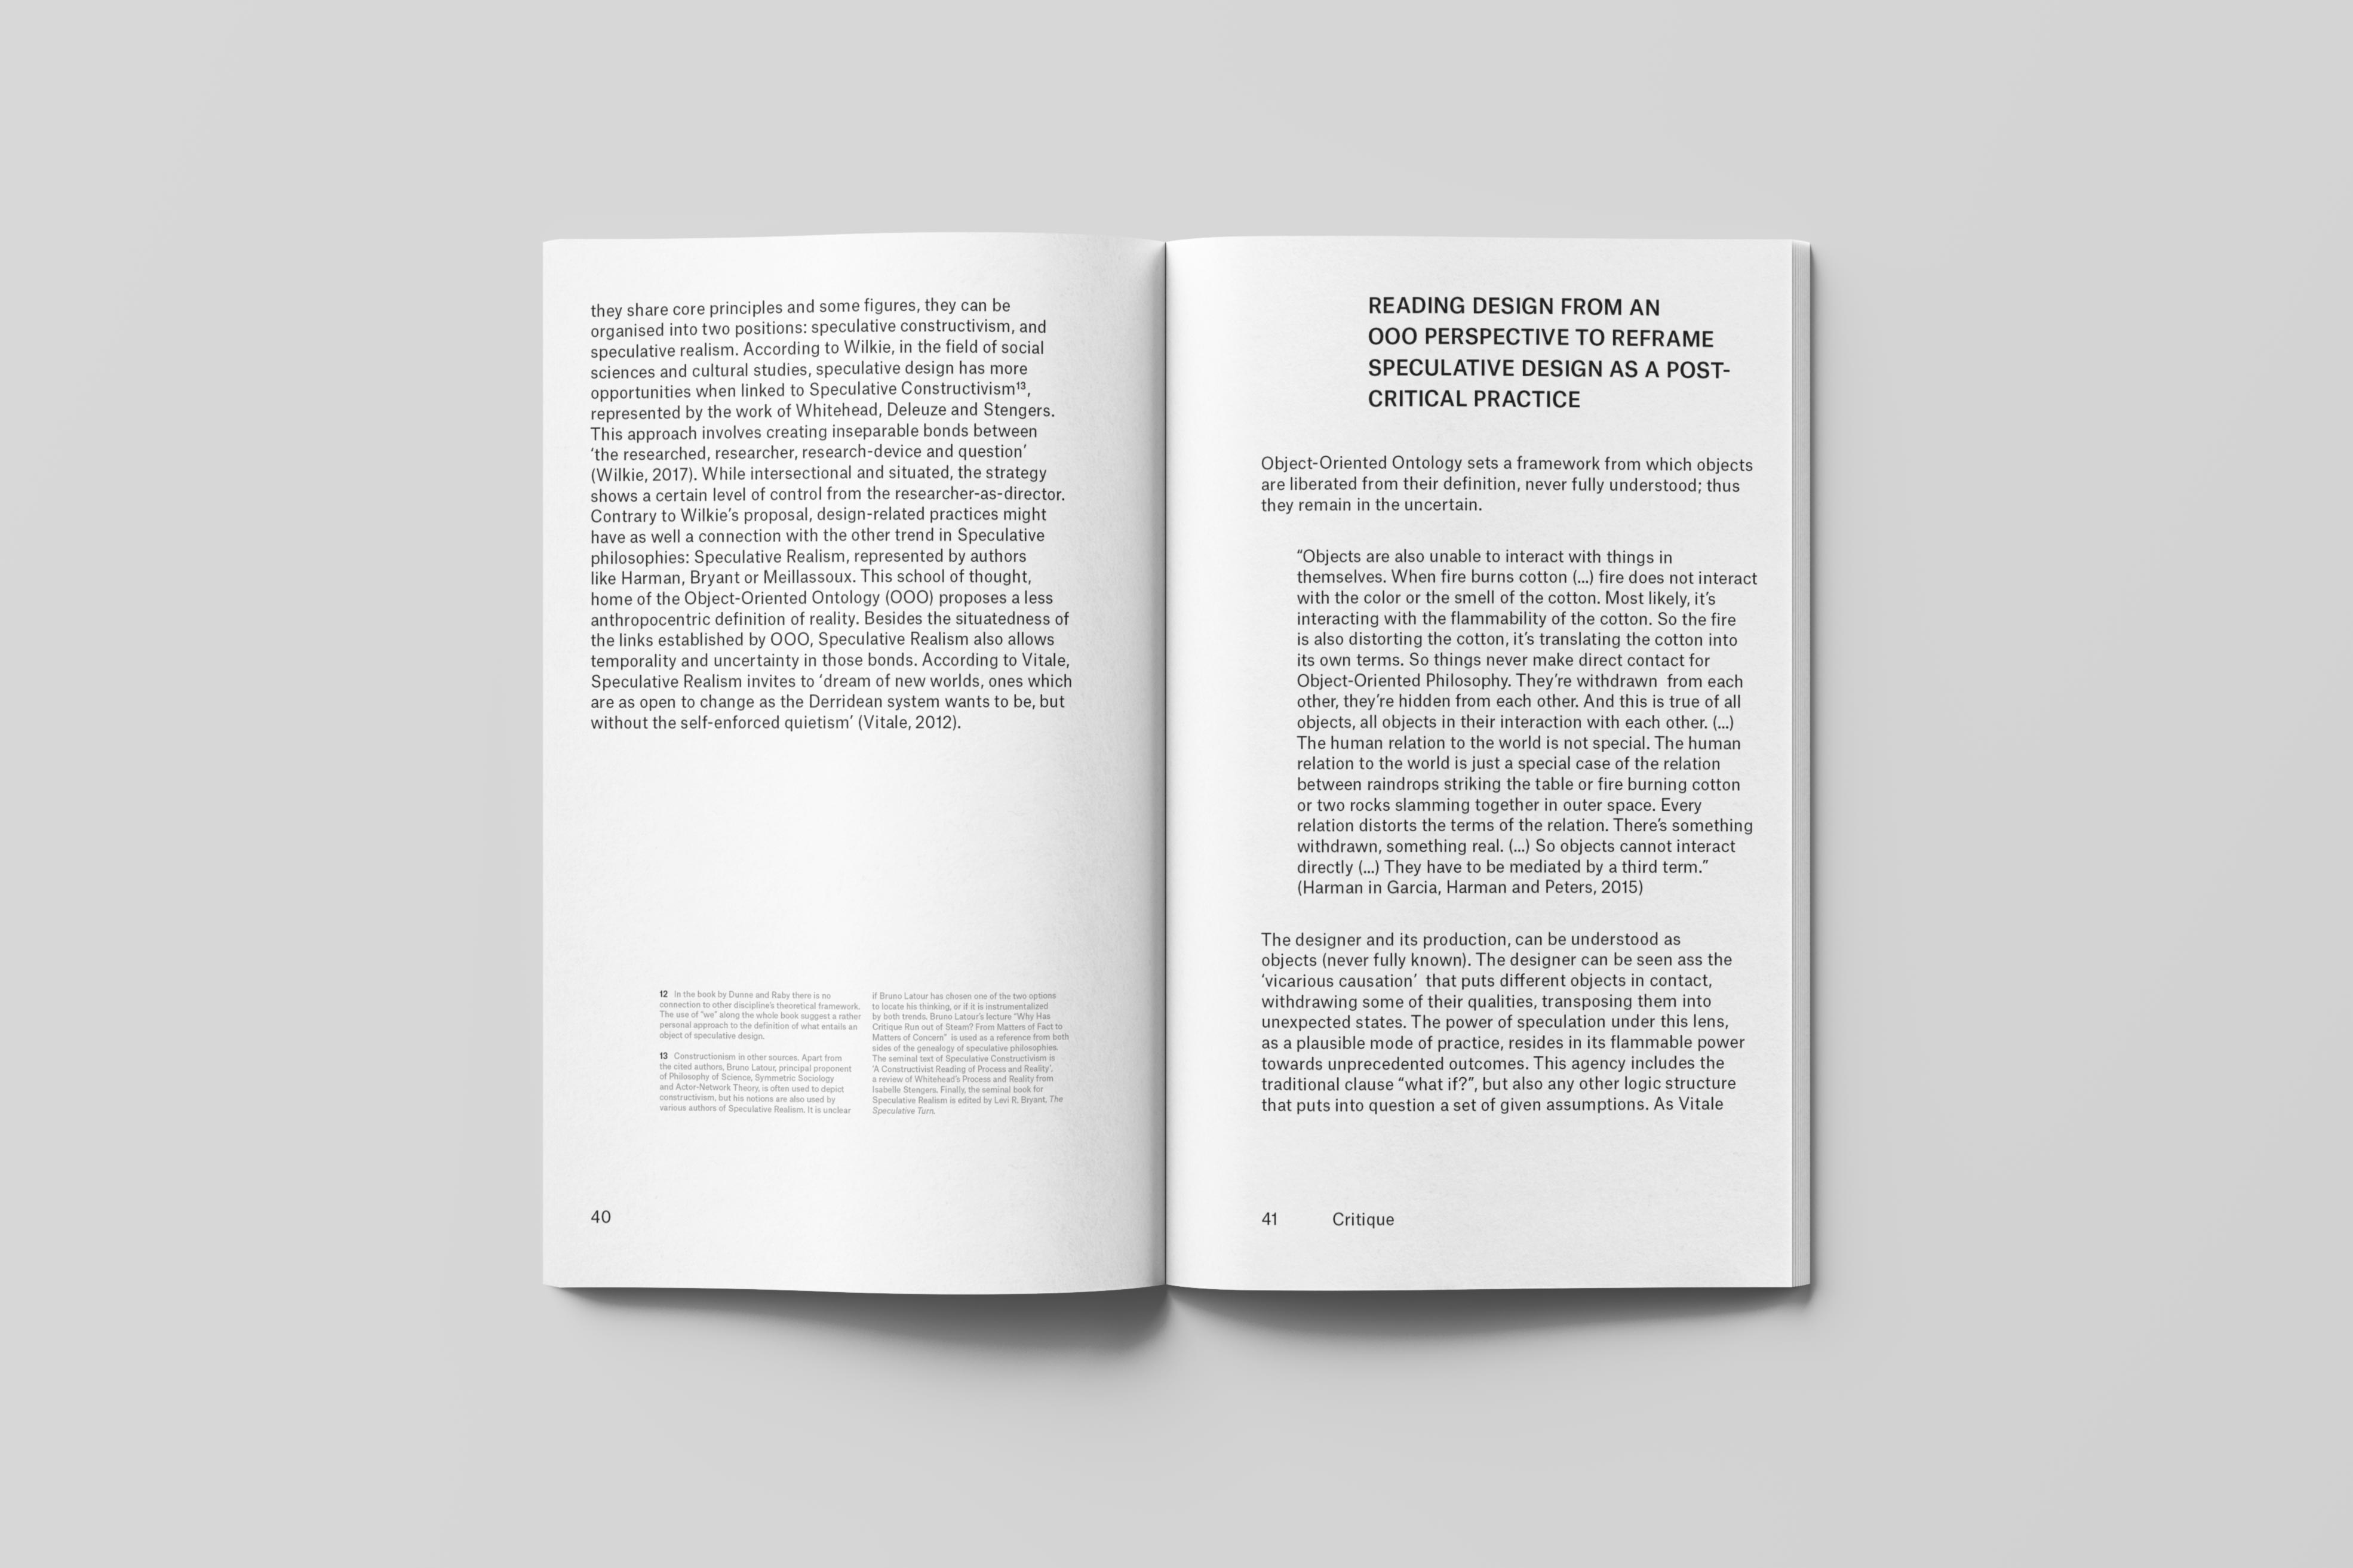 they share core principles and some figures, they can be
organised into two positions: speculative constructivism, and
speculative realism. According to Wilkie, in the field of social
sciences and cultural studies, speculative design has more
opportunities when linked to Speculative Constructivism¹³,
represented by the work of Whitehead, Deleuze and Stengers.
This approach involves creating inseparable bonds between
‘the researched, researcher, research-device and question’
(Wilkie, 2017). While intersectional and situated, the strategy
shows a certain level of control from the researcher-as-director.
Contrary to Wilkie’s proposal, design-related practices might
have as well a connection with the other trend in Speculative
philosophies: Speculative Realism, represented by authors
like Harman, Bryant or Meillassoux. This school of thought,
home of the Object-Oriented Ontology (OOO) proposes a less
anthropocentric definition of reality. Besides the situatedness of
the links established by OOO, Speculative Realism also allows
temporality and uncertainty in those bonds. According to Vitale,
Speculative Realism invites to ‘dream of new worlds, ones which
are as open to change as the Derridean system wants to be, but
without the self-enforced quietism’ (Vitale, 2012).
12 In the book by Dunne and Raby there is no
connection to other discipline’s theoretical framework.
The use of “we” along the whole book suggest a rather
personal approach to the definition of what entails an
object of speculative design.
13 Constructionism in other sources. Apart from
the cited authors, Bruno Latour, principal proponent
of Philosophy of Science, Symmetric Sociology
and Actor-Network Theory, is often used to depict
constructivism, but his notions are also used by
various authors of Speculative Realism. It is unclear
if Bruno Latour has chosen one of the two options
to locate his thinking, or if it is instrumentalized
by both trends. Bruno Latour’s lecture “Why Has
Critique Run out of Steam? From Matters of Fact to
Matters of Concern” is used as a reference from both
sides of the genealogy of speculative philosophies.
The seminal text of Speculative Constructivism is
‘A Constructivist Reading of Process and Reality’,
a review of Whitehead’s Process and Reality from
Isabelle Stengers. Finally, the seminal book for
Speculative Realism is edited by Levi R. Bryant, The
Speculative Turn.
40
READING DESIGN FROM AN
OOO PERSPECTIVE TO REFRAME
SPECULATIVE DESIGN AS A POST-
CRITICAL PRACTICE
Object-Oriented Ontology sets a framework from which objects
are liberated from their definition, never fully understood; thus
they remain in the uncertain.
“Objects are also unable to interact with things in
themselves. When fire burns cotton (...) fire does not interact
with the color or the smell of the cotton. Most likely, it’s
interacting with the flammability of the cotton. So the fire
is also distorting the cotton, it’s translating the cotton into
its own terms. So things never make direct contact for
Object-Oriented Philosophy. They’re withdrawn from each
other, they’re hidden from each other. And this is true of all
objects, all objects in their interaction with each other. (...)
The human relation to the world is not special. The human
relation to the world is just a special case of the relation
between raindrops striking the table or fire burning cotton
or two rocks slamming together in outer space. Every
relation distorts the terms of the relation. There’s something
withdrawn, something real. (...) So objects cannot interact
directly (...) They have to be mediated by a third term.”
(Harman in Garcia, Harman and Peters, 2015)
The designer and its production, can be understood as
objects (never fully known). The designer can be seen ass the
‘vicarious causation’ that puts different objects in contact,
withdrawing some of their qualities, transposing them into
unexpected states. The power of speculation under this lens,
as a plausible mode of practice, resides in its flammable power
towards unprecedented outcomes. This agency includes the
traditional clause “what if?”, but also any other logic structure
that puts into question a set of given assumptions. As Vitale
41 Critique